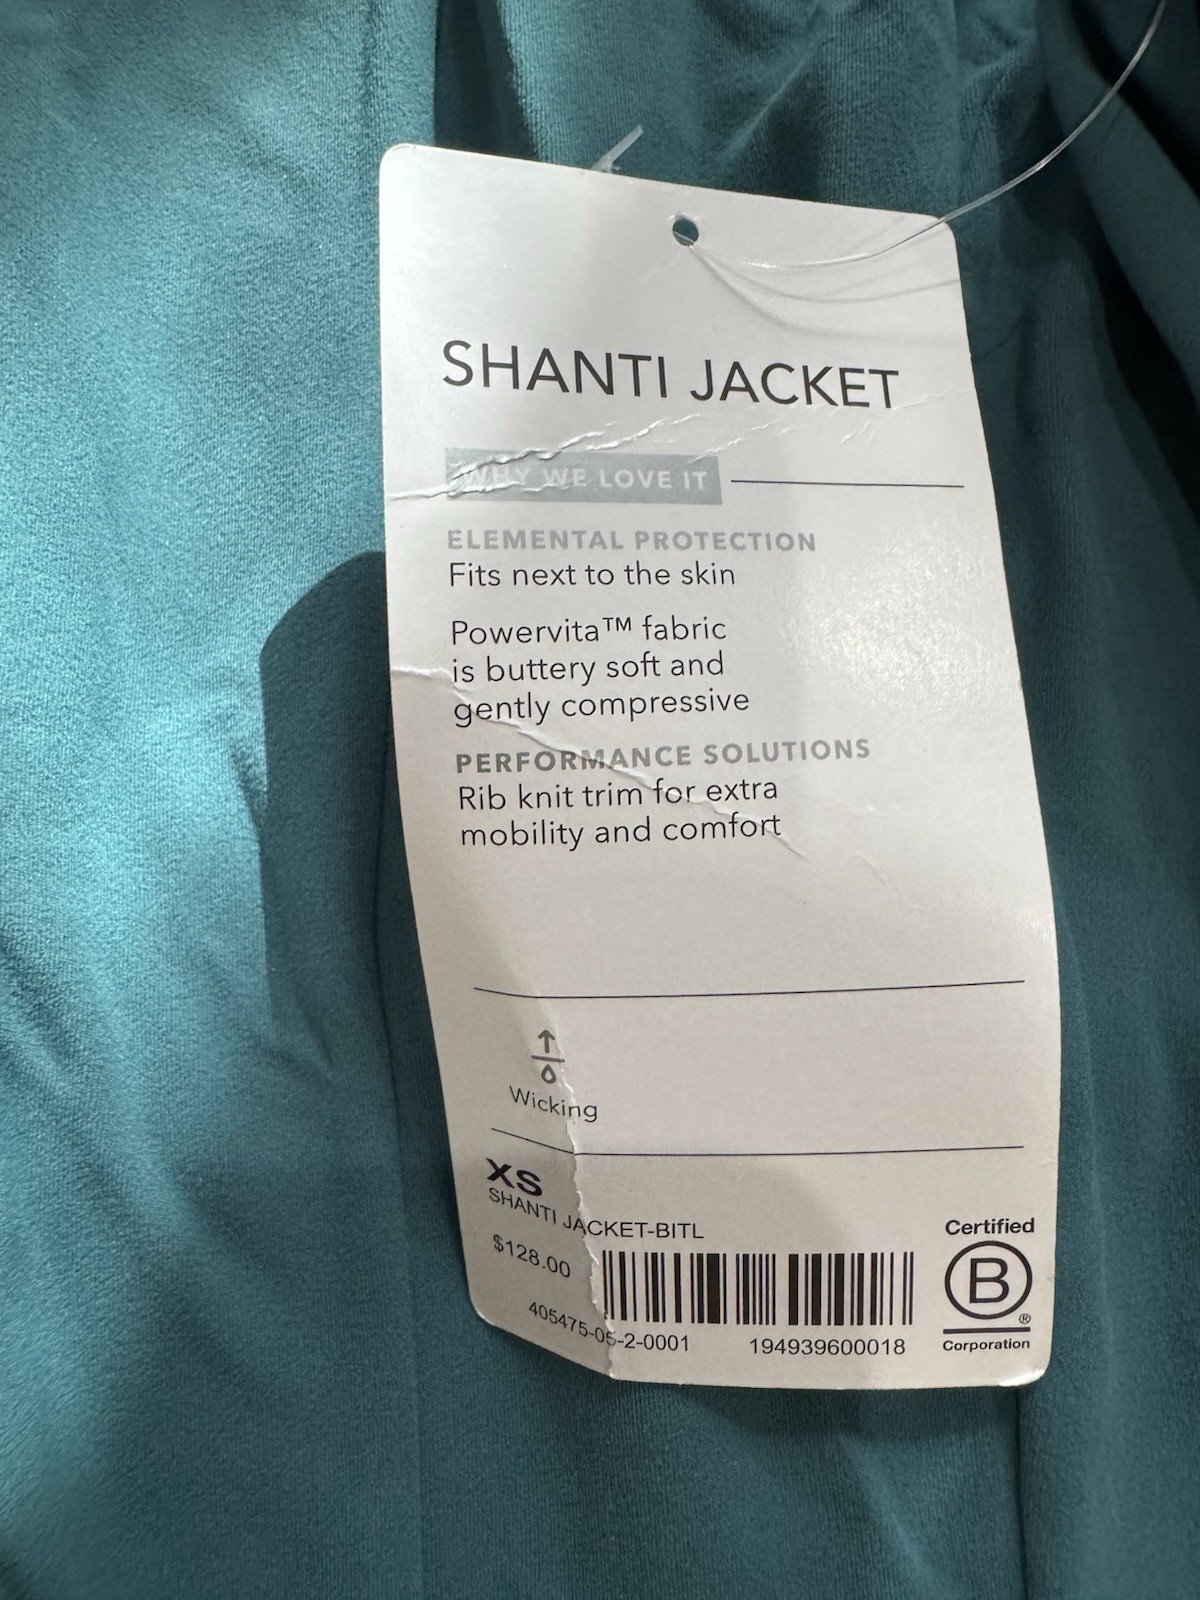 SHANTI JACKET
WHY WE LOVE IT
ELEMENTAL PROTECTION
Fits next to the skin
Powervita™ fabric
is buttery soft and
gently compressive
PERFORMANCE SOLUTIONS
Rib knit trim for extra
mobility and comfort
Wicking
XS
SHANTI JACKET-BITL
$128.00
405475-05-2-0001
194939600018
Certified
B
®
Corporation